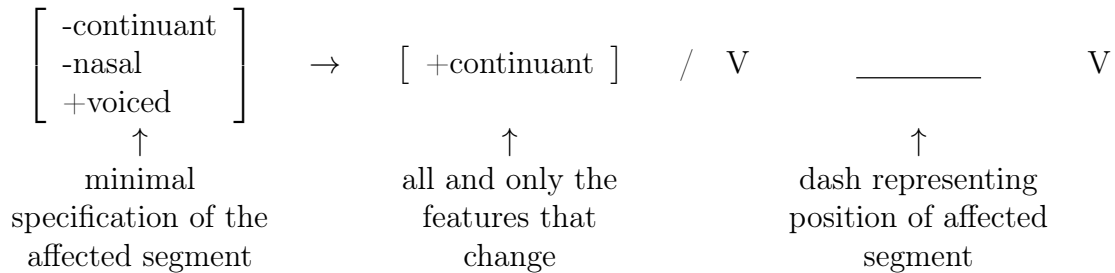 -continuant
-nasal → [ +continuant ] / V ______ V
+voiced
↑ ↑ ↑
minimal all and only the dash representing
specification of the features that position of affected
affected segment change segment